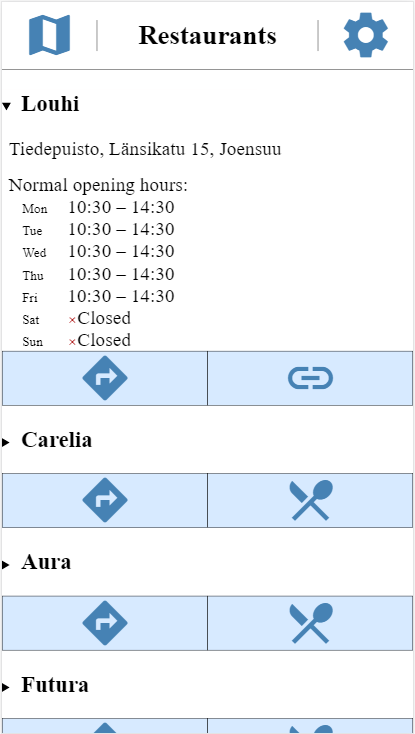 Restaurants
Louhi
Tiedepuisto, Länsikatu 15, Joensuu
Normal opening hours:
Mon 10:30 – 14:30
Tue 10:30 – 14:30
Wed 10:30 – 14:30
Thu 10:30 – 14:30
Fri 10:30 – 14:30
Sat ×Closed
Sun ×Closed
Carelia
Aura
Futura